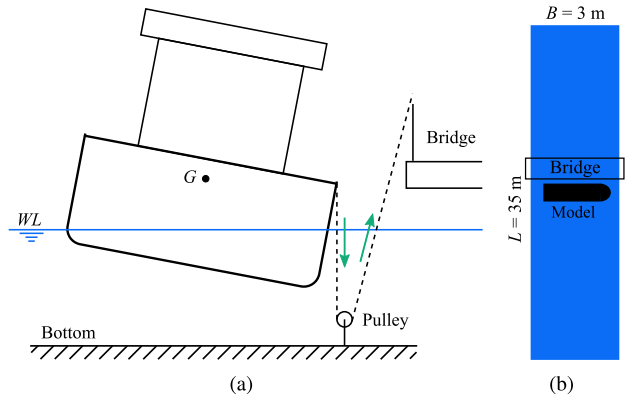 G
WL
Bridge
Pulley
Bottom
(a)
B = 3 m
Bridge
Model
L = 35 m
(b)